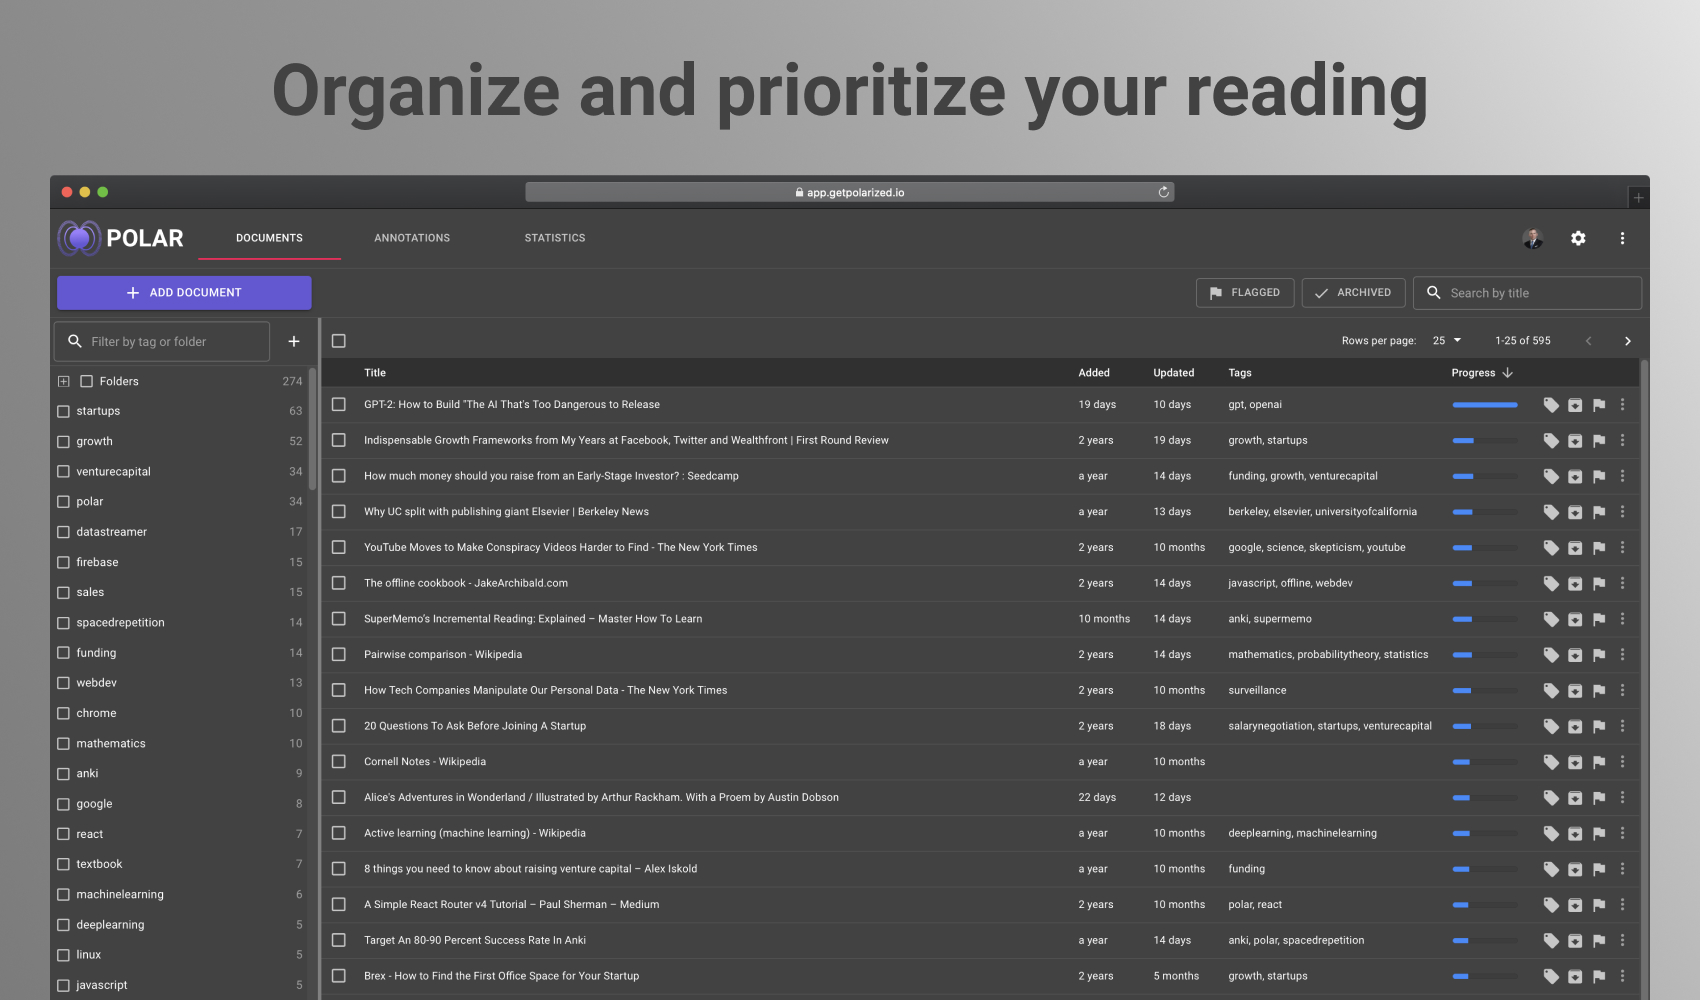 Organize and prioritize your reading
app.getpolarized.io
POLAR DOCUMENTS ANNOTATIONS STATISTICS
ADD DOCUMENT FLAGGED ARCHIVED Search by title
Filter by tag or folder
Rows per page: 25 1-25 of 595
Folders 274
startups 63
growth 52
venturecapital 34
polar 34
datastreamer 17
firebase 15
sales 15
spacedrepetition 14
funding 14
webdev 13
chrome 10
mathematics 10
anki 9
google 8
react 7
textbook 7
machinelearning 6
deeplearning 5
linux 5
javascript 5
Title Added Updated Tags Progress
GPT-2: How to Build "The AI That's Too Dangerous to Release 19 days 10 days gpt, openai
Indispensable Growth Frameworks from My Years at Facebook, Twitter and Wealthfront | First Round Review 2 years 19 days growth, startups
How much money should you raise from an Early-Stage Investor? : Seedcamp a year 14 days funding, growth, venturecapital
Why UC split with publishing giant Elsevier | Berkeley News a year 13 days berkeley, elsevier, universityofcalifornia
YouTube Moves to Make Conspiracy Videos Harder to Find - The New York Times 2 years 10 months google, science, skepticism, youtube
The offline cookbook - JakeArchibald.com 2 years 14 days javascript, offline, webdev
SuperMemo's Incremental Reading: Explained – Master How To Learn 10 months 14 days anki, supermemo
Pairwise comparison - Wikipedia 2 years 14 days mathematics, probabilitytheory, statistics
How Tech Companies Manipulate Our Personal Data - The New York Times 2 years 10 months surveillance
20 Questions To Ask Before Joining A Startup 2 years 18 days salarynegotiation, startups, venturecapital
Cornell Notes - Wikipedia a year 10 months
Alice's Adventures in Wonderland / Illustrated by Arthur Rackham. With a Proem by Austin Dobson 22 days 12 days
Active learning (machine learning) - Wikipedia a year 10 months deeplearning, machinelearning
8 things you need to know about raising venture capital – Alex Iskold a year 10 months funding
A Simple React Router v4 Tutorial – Paul Sherman – Medium 2 years 10 months polar, react
Target An 80-90 Percent Success Rate In Anki a year 14 days anki, polar, spacedrepetition
Brex - How to Find the First Office Space for Your Startup 2 years 5 months growth, startups